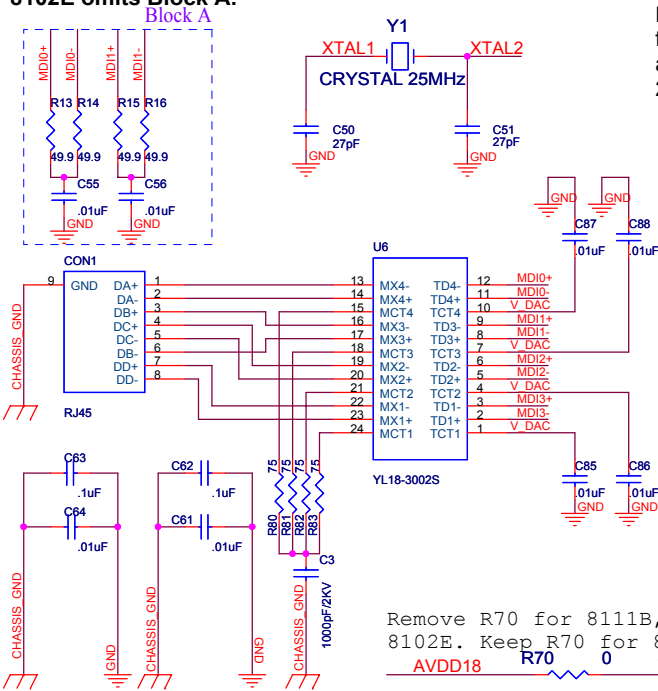 8102E omits Block A.
Block A
MDI0+
MDI0-
MDI1+
MDI1-
R13 R14 R15 R16
49.9 49.9 49.9 49.9
C55 C56
.01uF .01uF
GND GND
Y1
XTAL1 XTAL2
CRYSTAL 25MHz
C50
27pF
GND
C51
27pF
GND
GND GND
C87 C88
.01uF .01uF
CON1
9 GND DA+ 1
DA- 2
DB+ 3
DC+ 4
DC- 5
DB- 6
DD+ 7
DD- 8
RJ45
CHASSIS_GND
U6
13 MX4- TD4- 12 MDI0+
14 MX4+ TD4+ 11 MDI0-
15 MCT4 TCT4 10 V_DAC
16 MX3- TD3- 9 MDI1+
17 MX3+ TD3+ 8 MDI1-
18 MCT3 TCT3 7 V_DAC
19 MX2- TD2- 6 MDI2+
20 MX2+ TD2+ 5 MDI2-
21 MCT2 TCT2 4 V_DAC
22 MX1- TD1- 3 MDI3+
23 MX1+ TD1+ 2 MDI3-
24 MCT1 TCT1 1 V_DAC
YL18-3002S
C85 C86
.01uF .01uF
GND GND
C63
.1uF
C64
.01uF
CHASSIS_GND
GND
C62
.1uF
C61
.01uF
CHASSIS_GND
GND
75 75 75 75
R80 R81 R82 R83
C3
1000pF/2KV
CHASSIS_GND
Remove R70 for 8111B,
8102E. Keep R70 for 8
AVDD18 R70 0